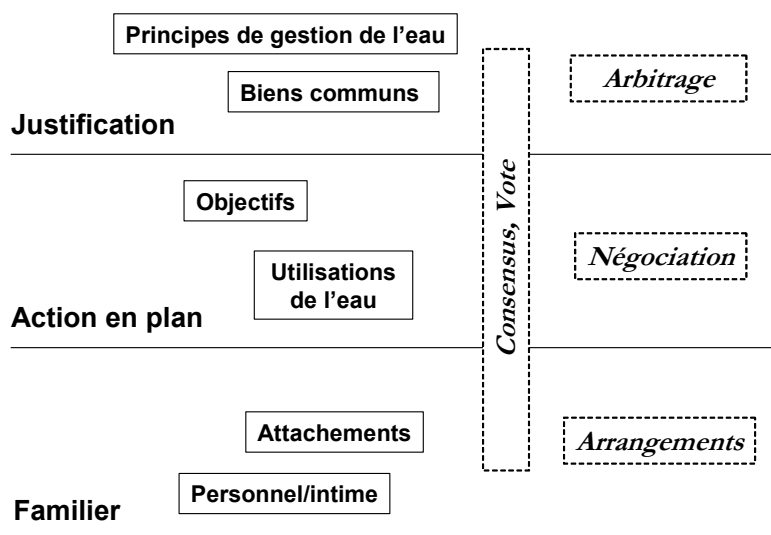 Principes de gestion de l'eau
Biens communs
Arbitrage
Justification
Objectifs
Utilisations
de l'eau
Consensus, Vote
Négociation
Action en plan
Attachements
Arrangements
Personnel/intime
Familier